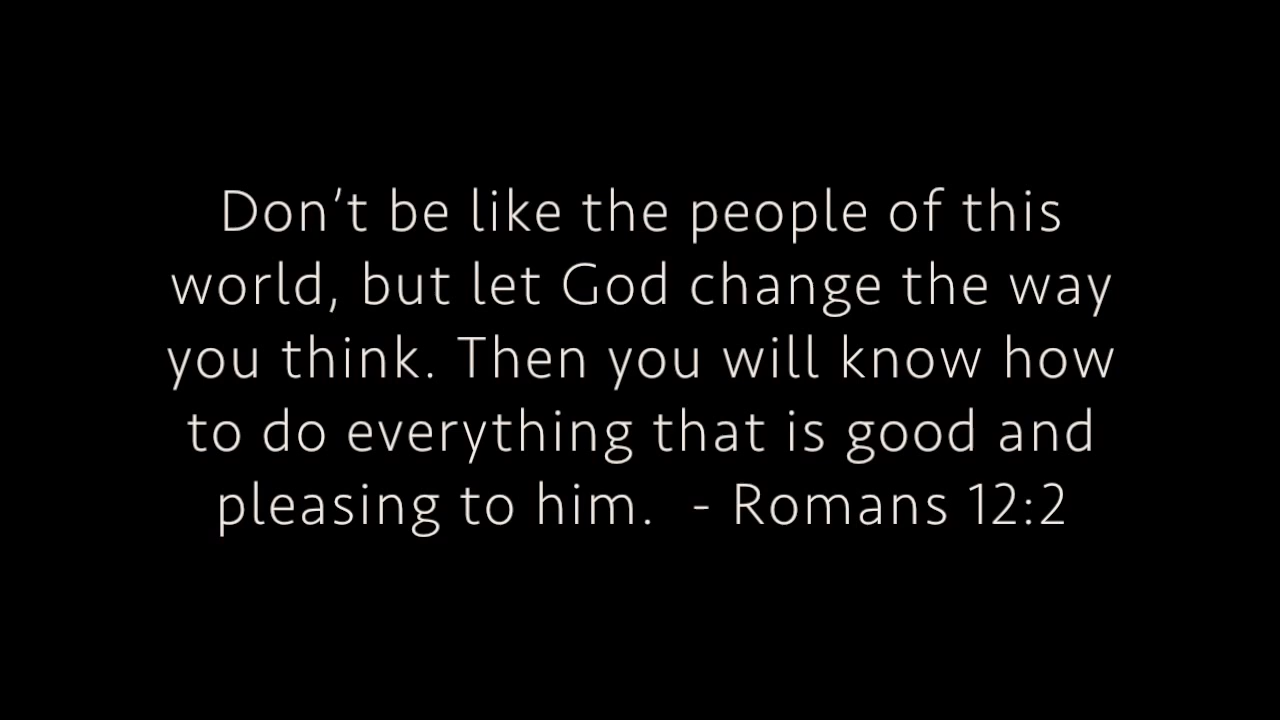 Don’t be like the people of this
world, but let God change the way
you think. Then you will know how
to do everything that is good and
pleasing to him.  - Romans 12:2